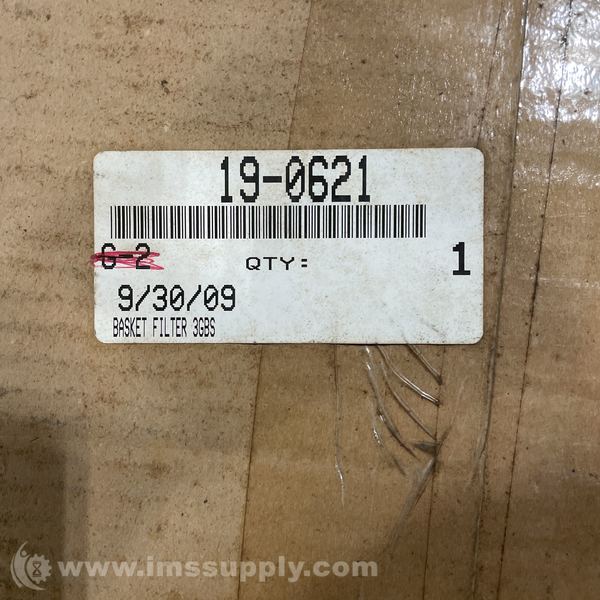 19-0621
G-2 QTY: 1
9/30/09
BASKET FILTER 3GBS
www.imssupply.com